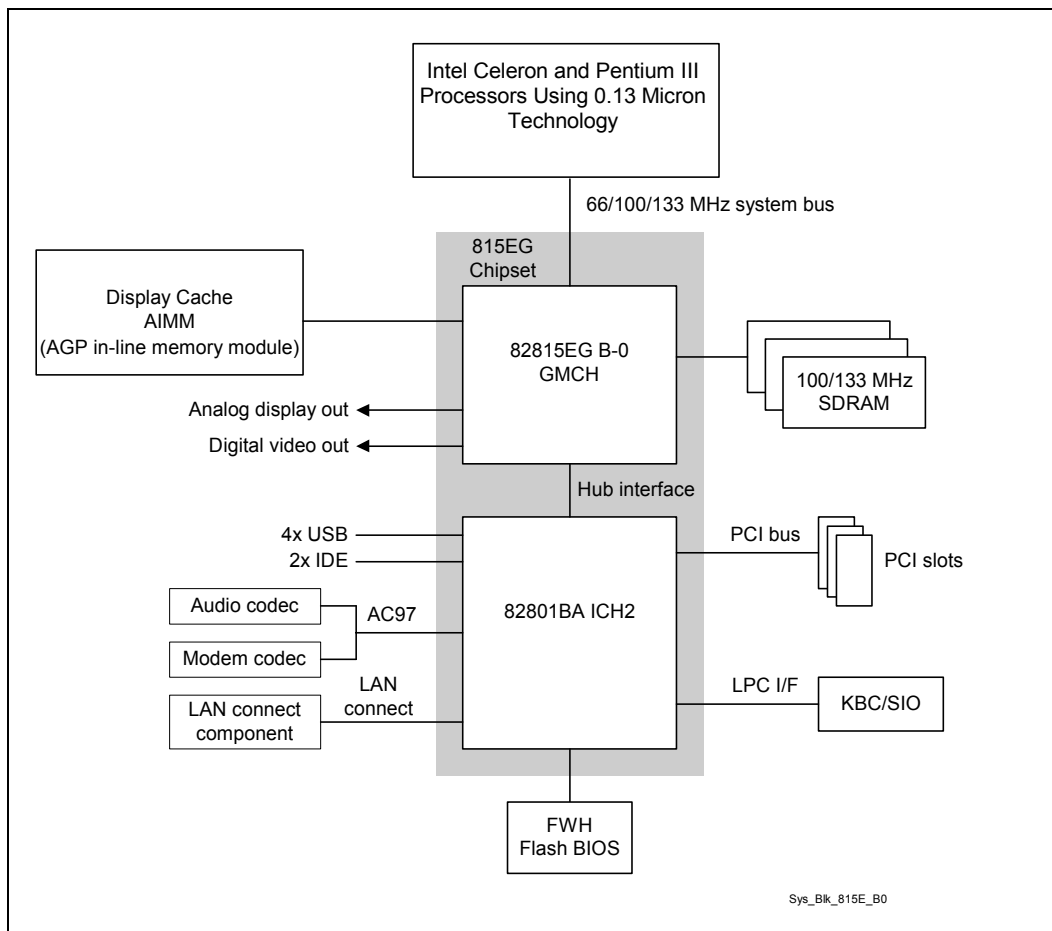 Intel Celeron and Pentium III
Processors Using 0.13 Micron
Technology
66/100/133 MHz system bus
815EG
Chipset
Display Cache
AIMM
(AGP in-line memory module)
82815EG B-0
GMCH
100/133 MHz
SDRAM
Analog display out
Digital video out
Hub interface
4x USB
2x IDE
PCI bus
PCI slots
Audio codec
AC97
82801BA ICH2
Modem codec
LAN
connect
LAN connect
component
LPC I/F
KBC/SIO
FWH
Flash BIOS
Sys_Blk_815E_B0